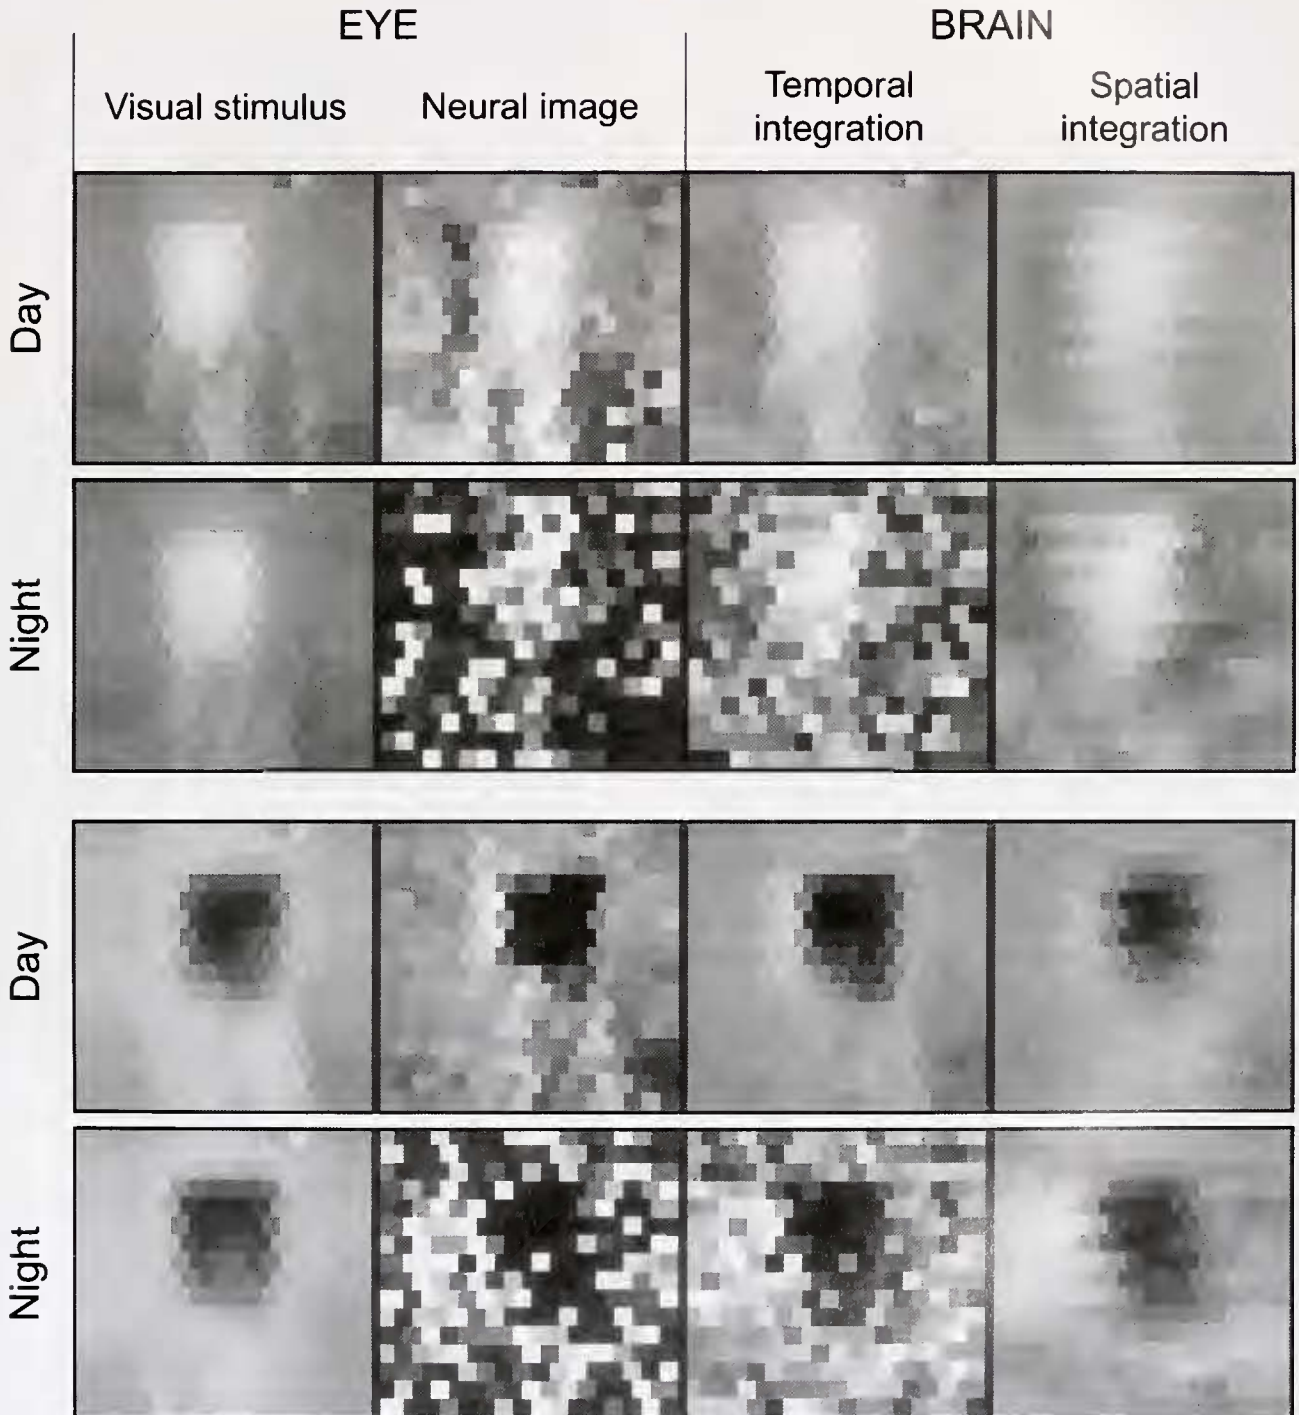 EYE
BRAIN
Visual stimulus
Neural image
Temporal
integration
Spatial
integration
Day
Night
Day
Night